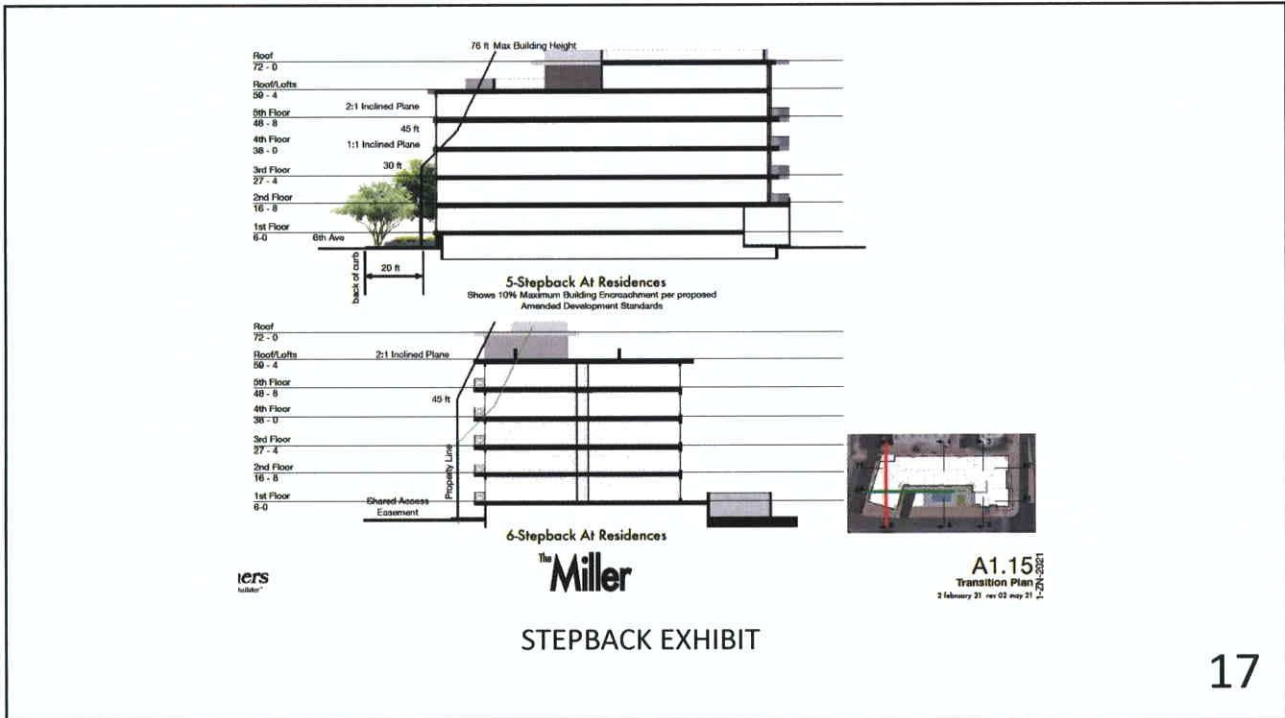 76 ft Max Building Height
Roof
72 - 0
Roof/Lofts
59 - 4
2:1 Inclined Plane
5th Floor
48 - 8
45 ft
4th Floor
38 - 0
1:1 Inclined Plane
30 ft
3rd Floor
27 - 4
2nd Floor
16 - 8
1st Floor
6-0
6th Ave
back of curb
20 ft
5-Stepback At Residences
Shows 10% Maximum Building Encroachment per proposed
Amended Development Standards
Roof
72 - 0
Roof/Lofts
59 - 4
2:1 Inclined Plane
5th Floor
48 - 8
45 ft
4th Floor
38 - 0
3rd Floor
27 - 4
Property Line
2nd Floor
16 - 8
1st Floor
6-0
Shared Access
Easement
6-Stepback At Residences
The Miller
A1.15
Transition Plan
2 february 21 rev 03 may 21
1-ZN-2021
STEPBACK EXHIBIT
17